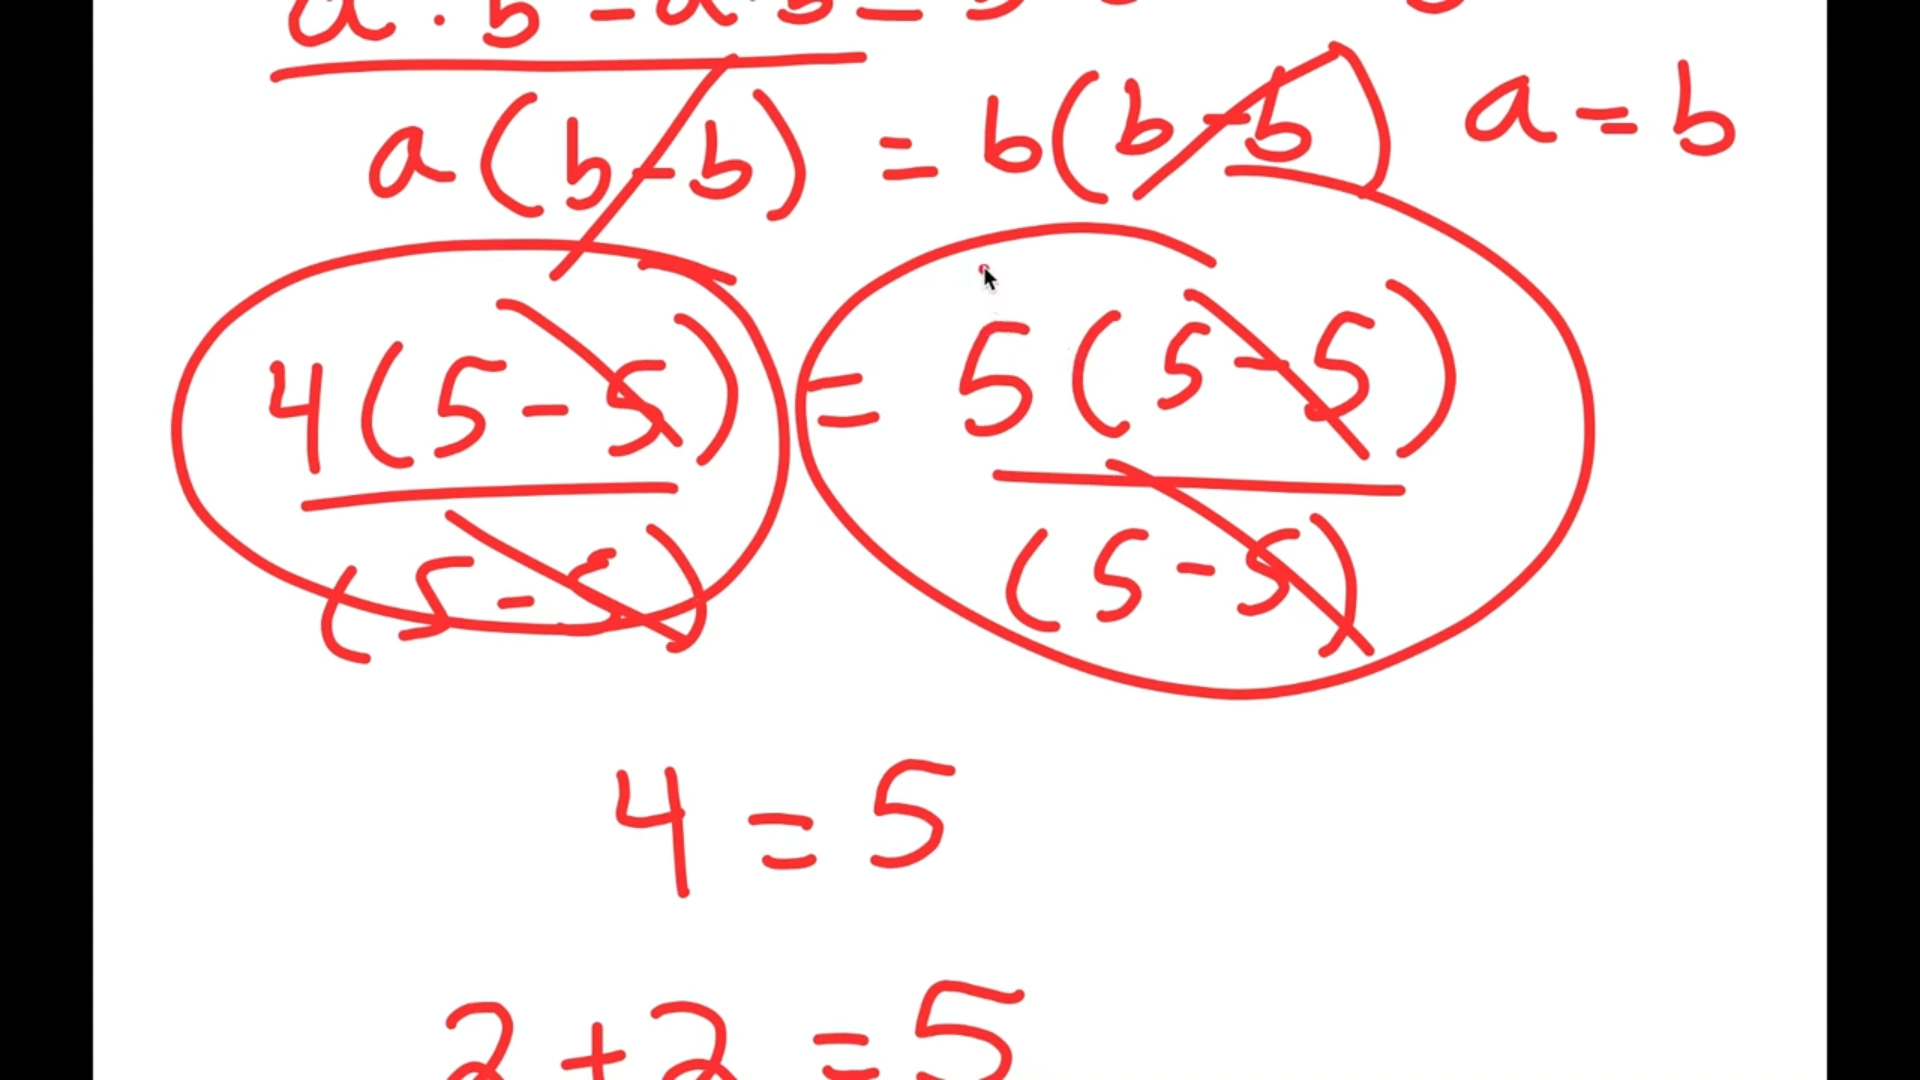 a(b-b) = b(b-b) a=b
4(5-5) = 5(5-5)
(5-5) (5-5)
4=5
2+2=5